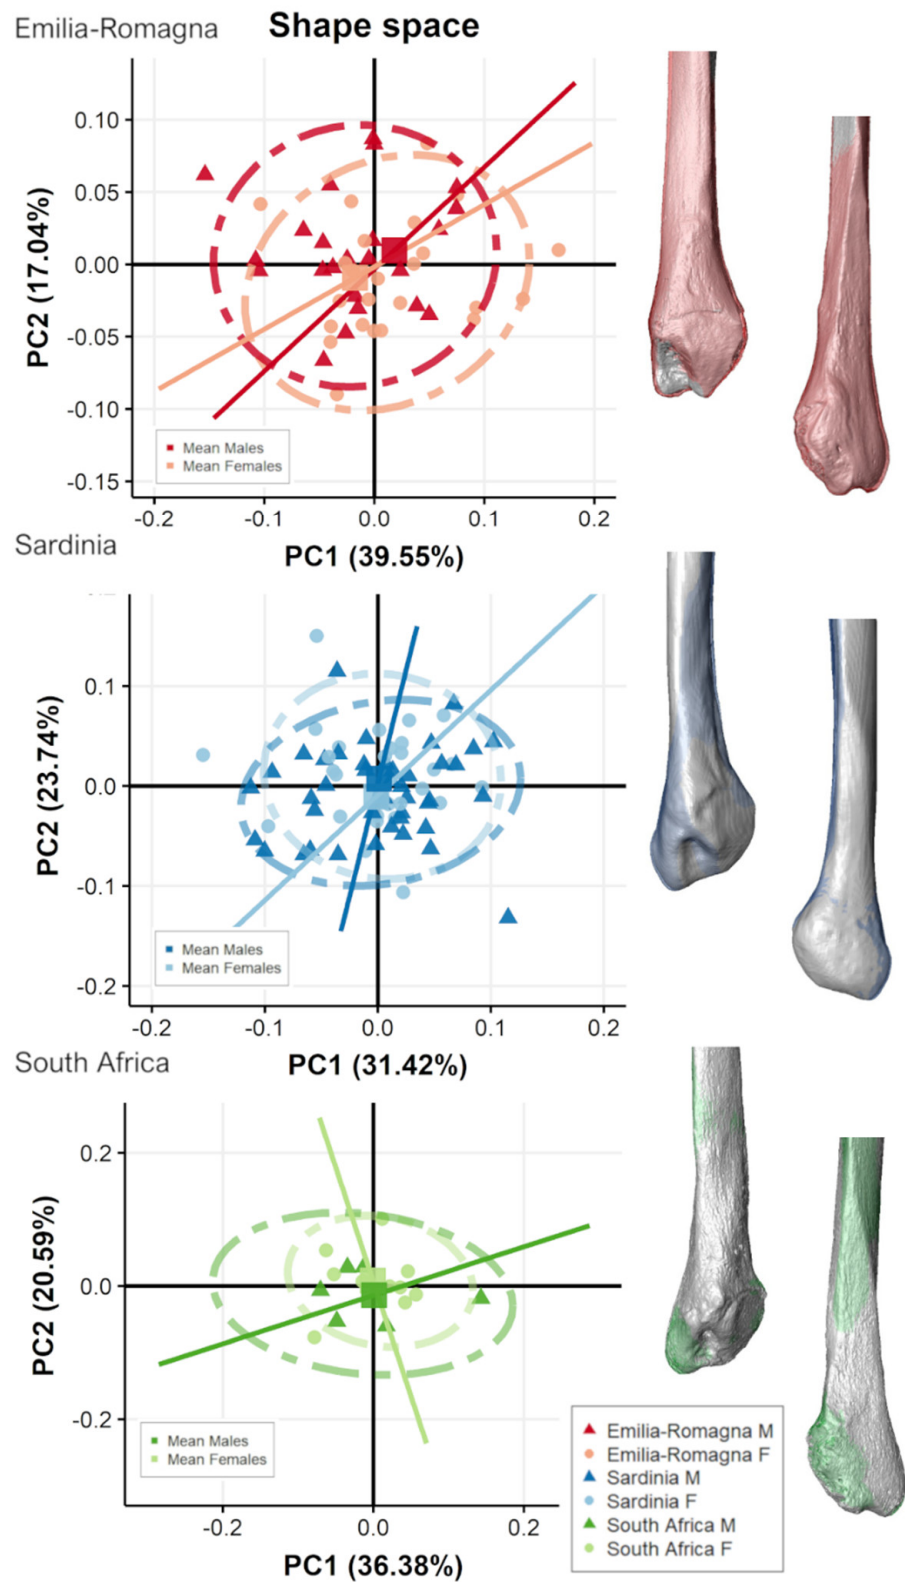 Emilia-Romagna
Shape space
PC2 (17.04%)
0.10
0.05
0.00
-0.05
-0.10
-0.15
Mean Males
Mean Females
-0.2
-0.1
0.0
0.1
0.2
PC1 (39.55%)
Sardinia
PC2 (23.74%)
0.1
0.0
-0.1
-0.2
Mean Males
Mean Females
-0.2
-0.1
0.0
0.1
0.2
PC1 (31.42%)
South Africa
PC2 (20.59%)
0.2
0.0
-0.2
Mean Males
Mean Females
-0.2
0.0
0.2
PC1 (36.38%)
Emilia-Romagna M
Emilia-Romagna F
Sardinia M
Sardinia F
South Africa M
South Africa F